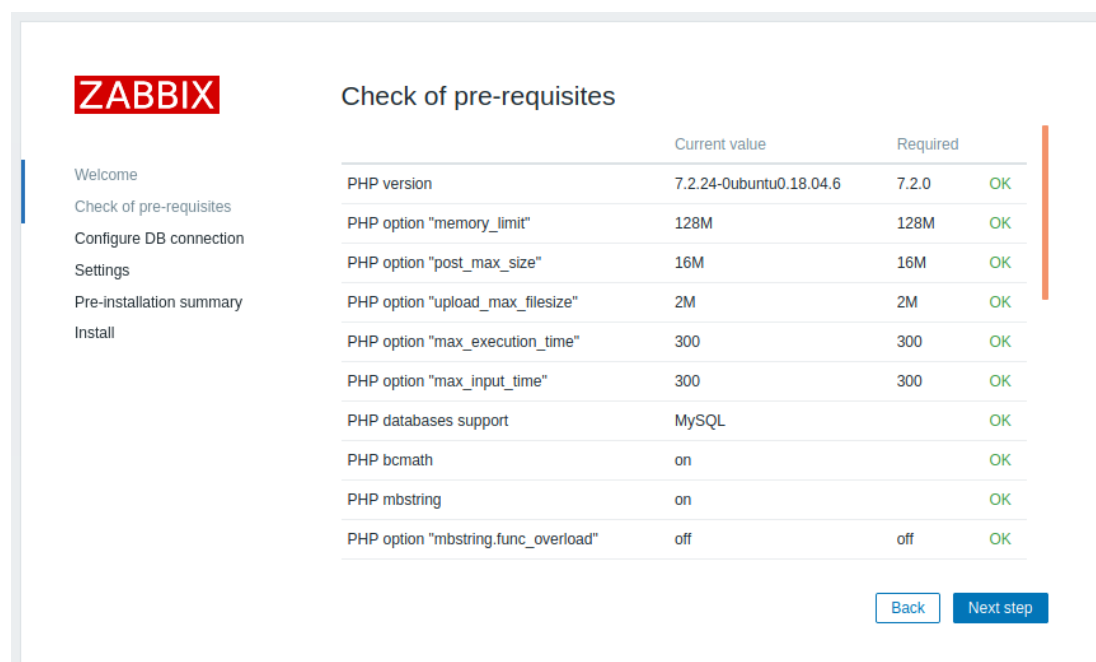 ZABBIX
Check of pre-requisites
Welcome
Check of pre-requisites
Configure DB connection
Settings
Pre-installation summary
Install
Current value Required
PHP version 7.2.24-0ubuntu0.18.04.6 7.2.0 OK
PHP option "memory_limit" 128M 128M OK
PHP option "post_max_size" 16M 16M OK
PHP option "upload_max_filesize" 2M 2M OK
PHP option "max_execution_time" 300 300 OK
PHP option "max_input_time" 300 300 OK
PHP databases support MySQL OK
PHP bcmath on OK
PHP mbstring on OK
PHP option "mbstring.func_overload" off off OK
Back Next step